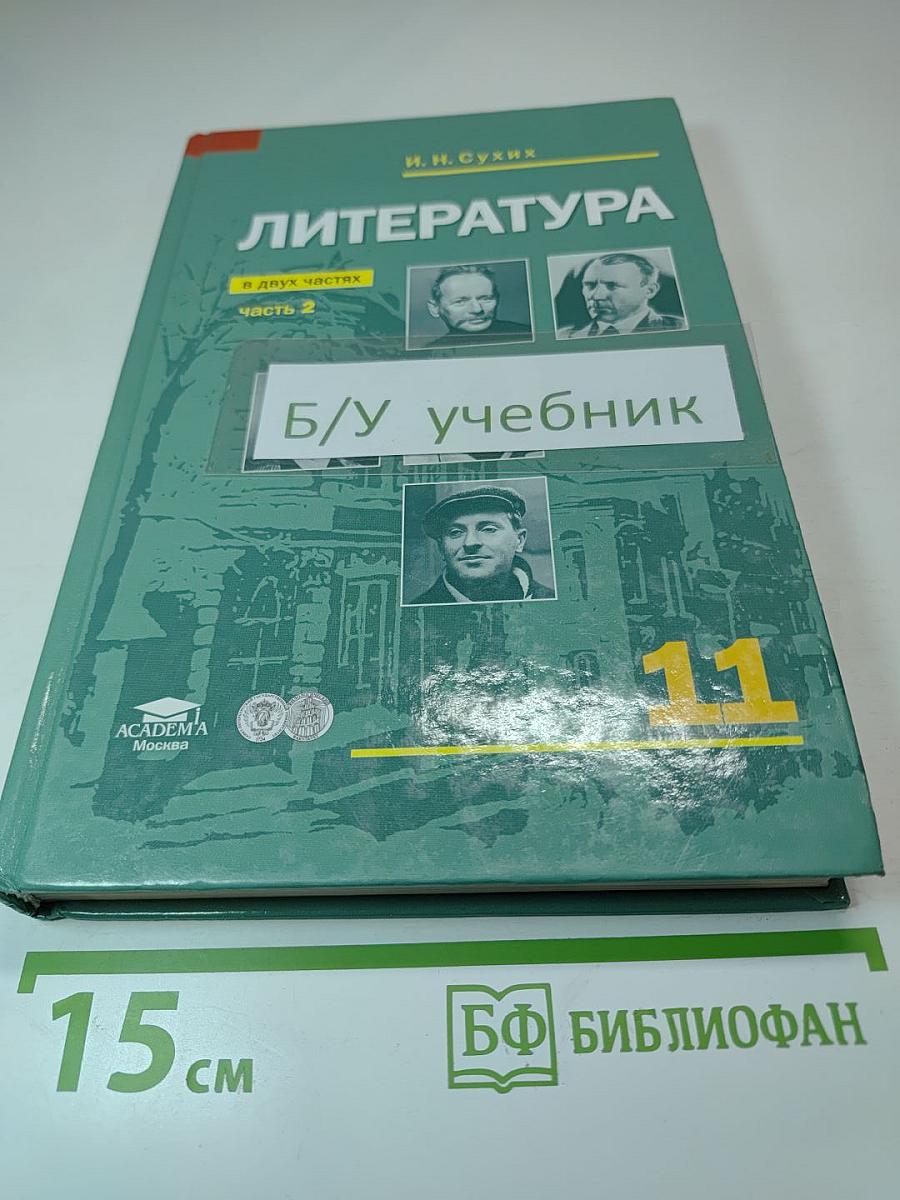 И. Н. Сухих
ЛИТЕРАТУРА
в двух частях
часть 2
Б/У учебник
11
ACADEMA
Москва
15 см
БФ БИБЛИОФАН